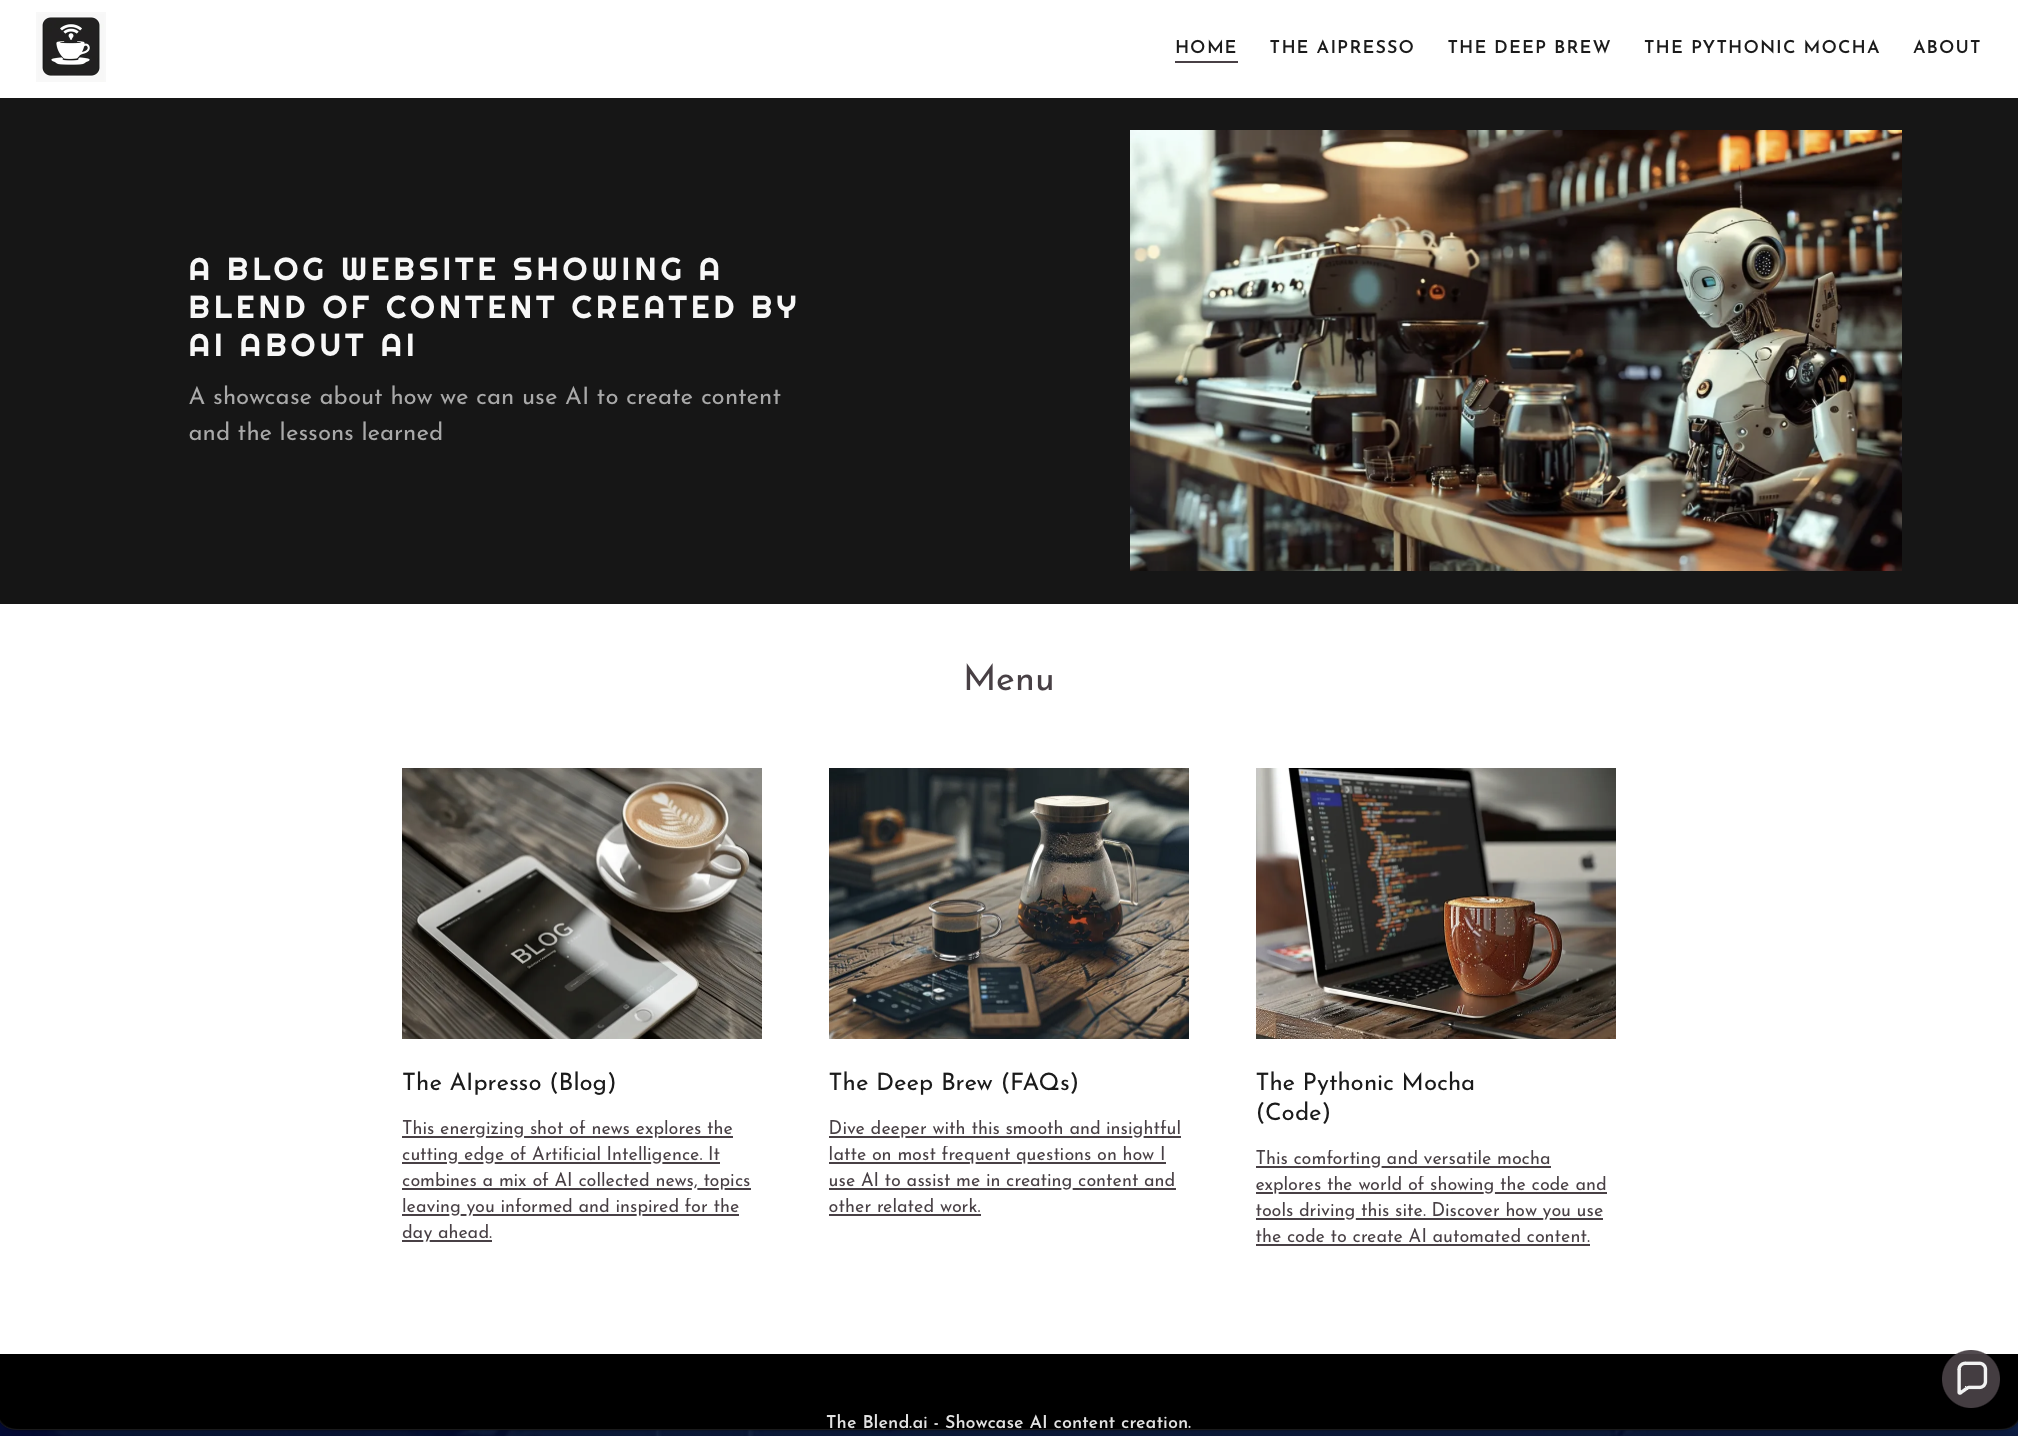 HOME THE AIPRESSO THE DEEP BREW THE PYTHONIC MOCHA ABOUT
A BLOG WEBSITE SHOWING A
BLEND OF CONTENT CREATED BY
AI ABOUT AI
A showcase about how we can use AI to create content
and the lessons learned
Menu
BLOG
The AIpresso (Blog)
This energizing shot of news explores the
cutting edge of Artificial Intelligence. It
combines a mix of AI collected news, topics
leaving you informed and inspired for the
day ahead.
The Deep Brew (FAQs)
Dive deeper with this smooth and insightful
latte on most frequent questions on how I
use AI to assist me in creating content and
other related work.
The Pythonic Mocha
(Code)
This comforting and versatile mocha
explores the world of showing the code and
tools driving this site. Discover how you use
the code to create AI automated content.
The Blend.ai - Showcase AI content creation.